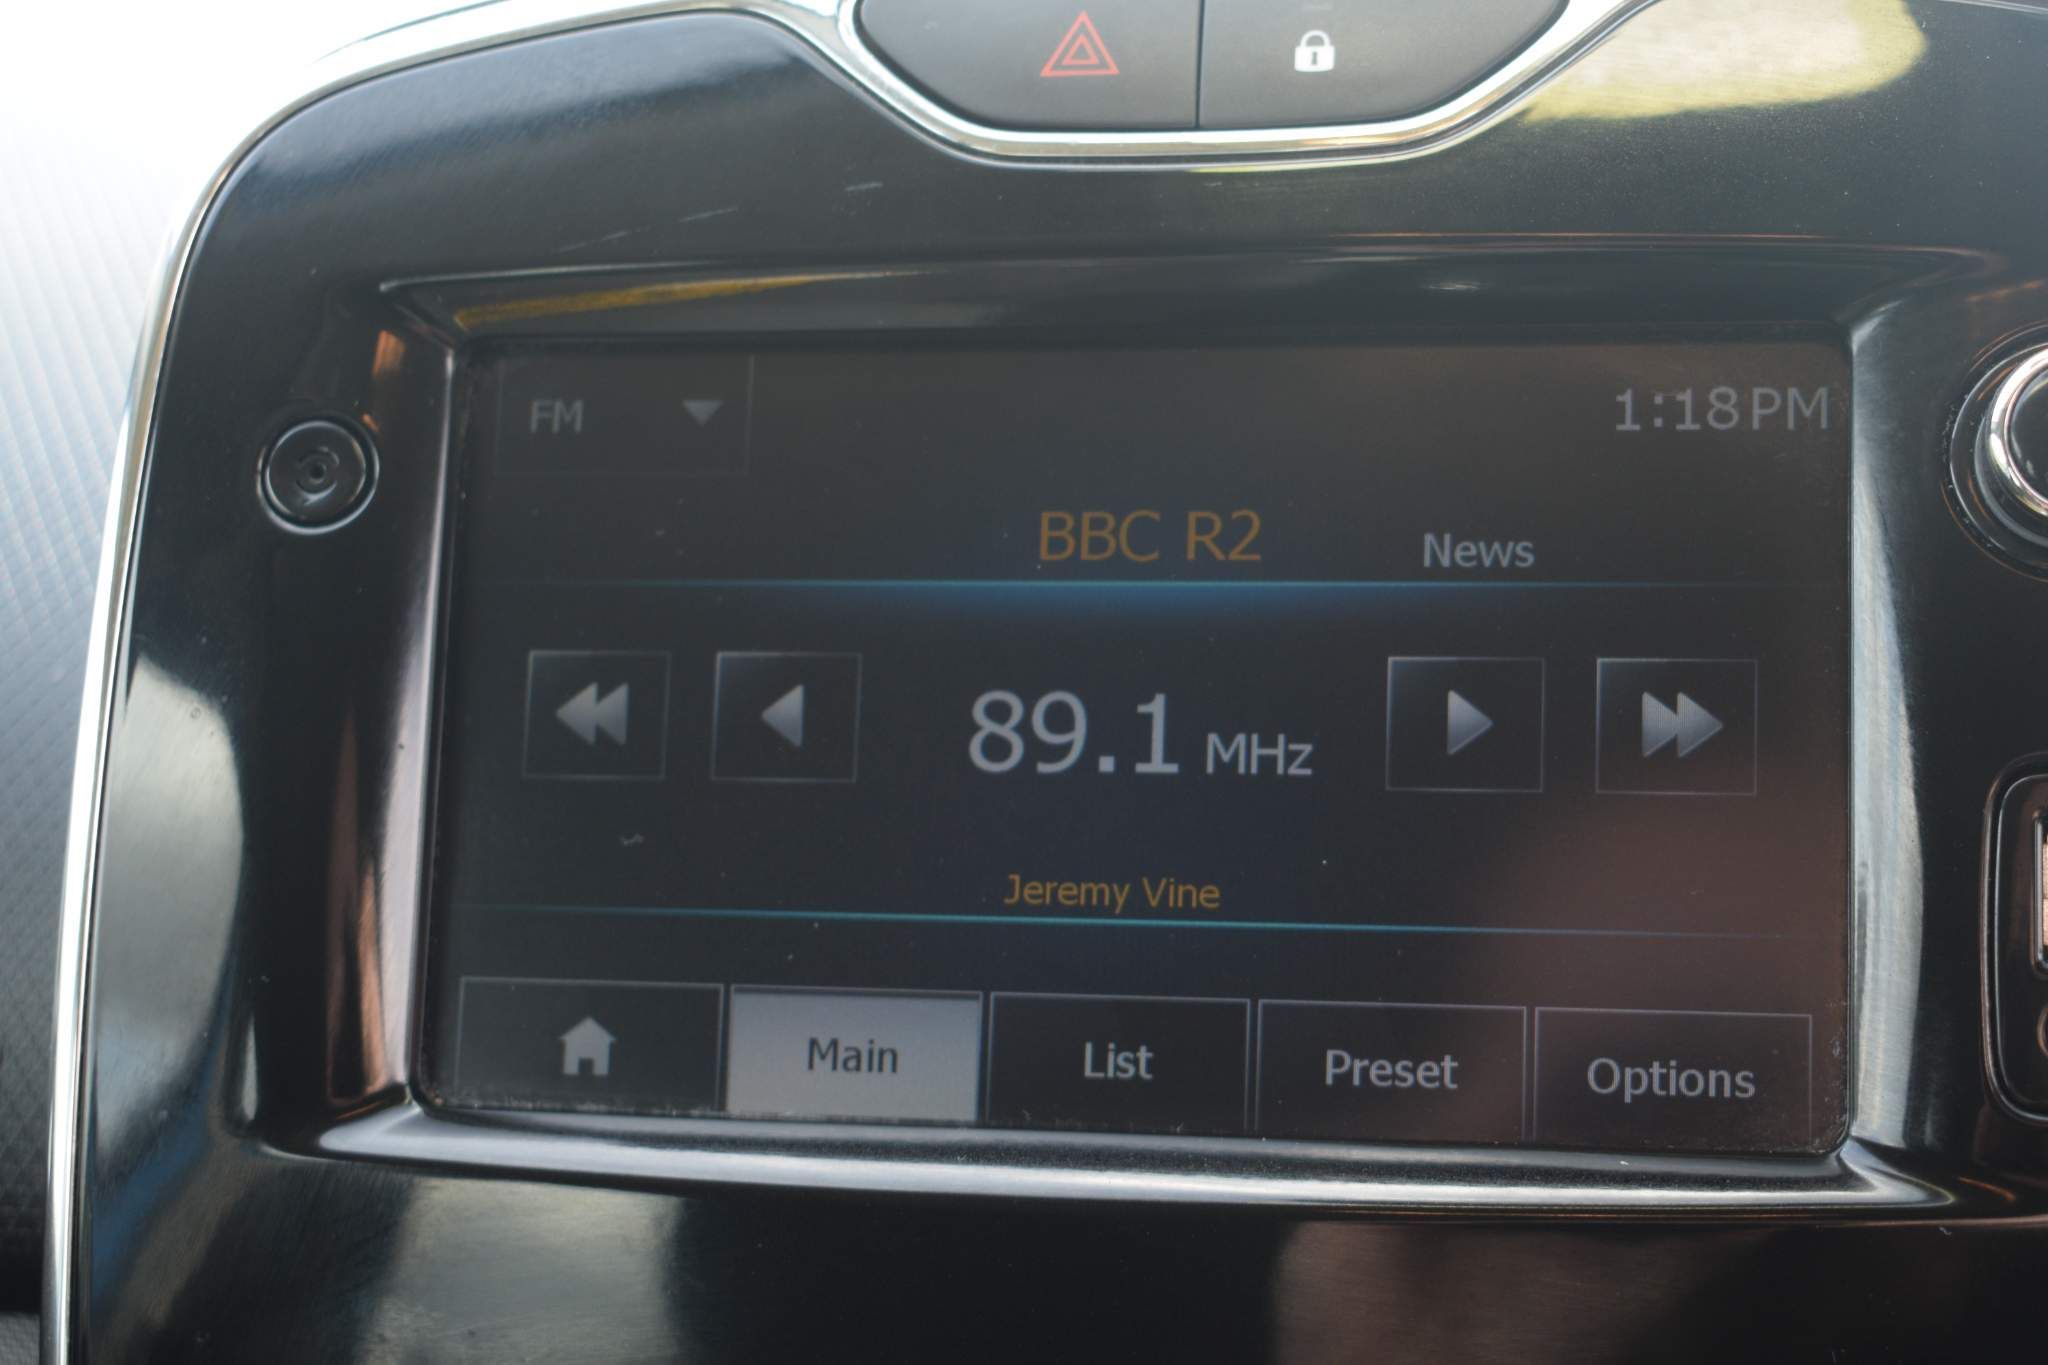 FM
1:18PM
BBC R2
News
89.1 MHz
Jeremy Vine
Main
List
Preset
Options